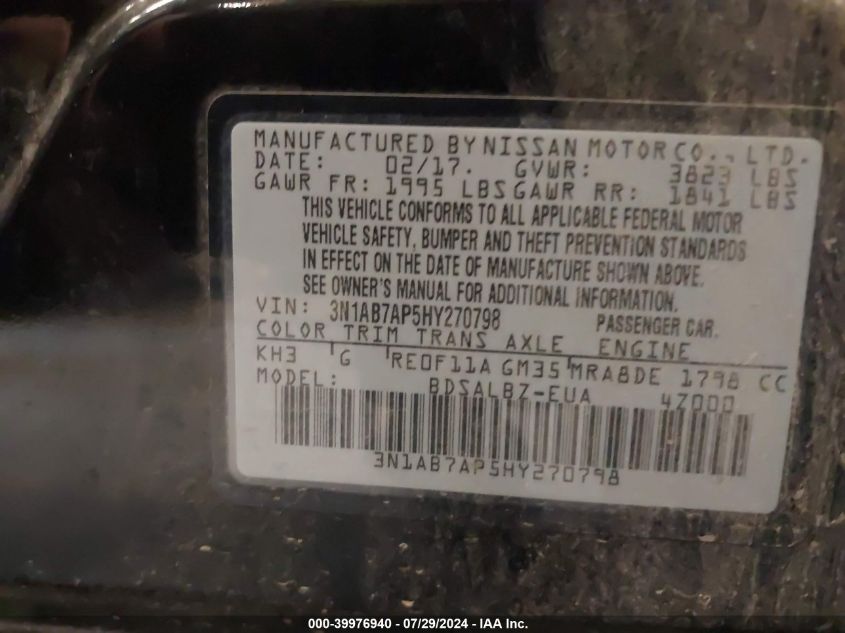 MANUFACTURED BY NISSAN MOTOR CO., LTD.
DATE: 02/17. GVWR: 3823 LBS
GAWR FR: 1995 LBS GAWR RR: 1841 LBS
THIS VEHICLE CONFORMS TO ALL APPLICABLE FEDERAL MOTOR
VEHICLE SAFETY, BUMPER AND THEFT PREVENTION STANDARDS
IN EFFECT ON THE DATE OF MANUFACTURE SHOWN ABOVE.
SEE OWNER'S MANUAL FOR ADDITIONAL INFORMATION.
VIN: 3N1AB7AP5HY270798 PASSENGER CAR.
COLOR TRIM TRANS AXLE ENGINE
KH3 G RE0F11A GM35 MRA8DE 1798 CC
MODEL: BDSALBZ-EUA 4Z000
3N1AB7AP5HY270798
000-39976940 - 07/29/2024 - IAA Inc.